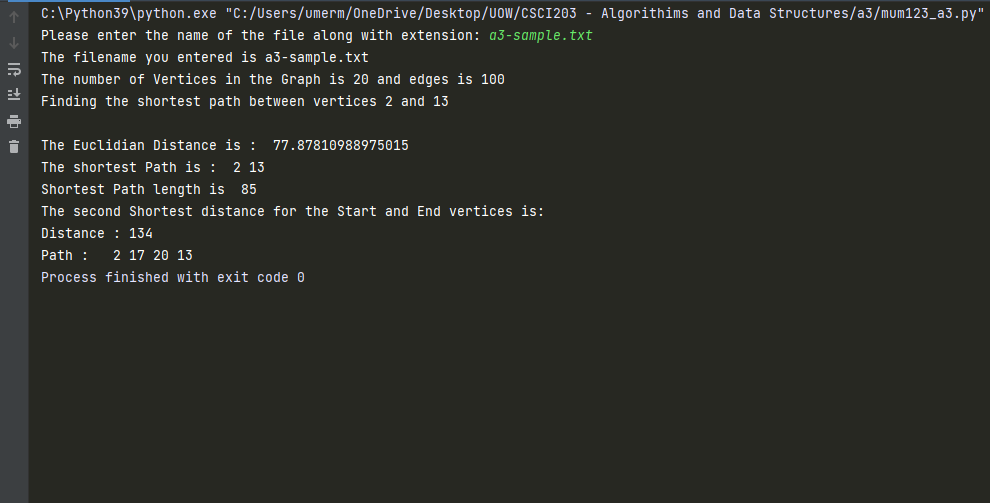 C:\Python39\python.exe "C:/Users/umerm/OneDrive/Desktop/UOW/CSCI203 - Algorithims and Data Structures/a3/mum123_a3.py"
Please enter the name of the file along with extension: a3-sample.txt
The filename you entered is a3-sample.txt
The number of Vertices in the Graph is 20 and edges is 100
Finding the shortest path between vertices 2 and 13
The Euclidian Distance is :  77.87810988975015
The shortest Path is :  2 13
Shortest Path length is  85
The second Shortest distance for the Start and End vertices is:
Distance : 134
Path :   2 17 20 13
Process finished with exit code 0